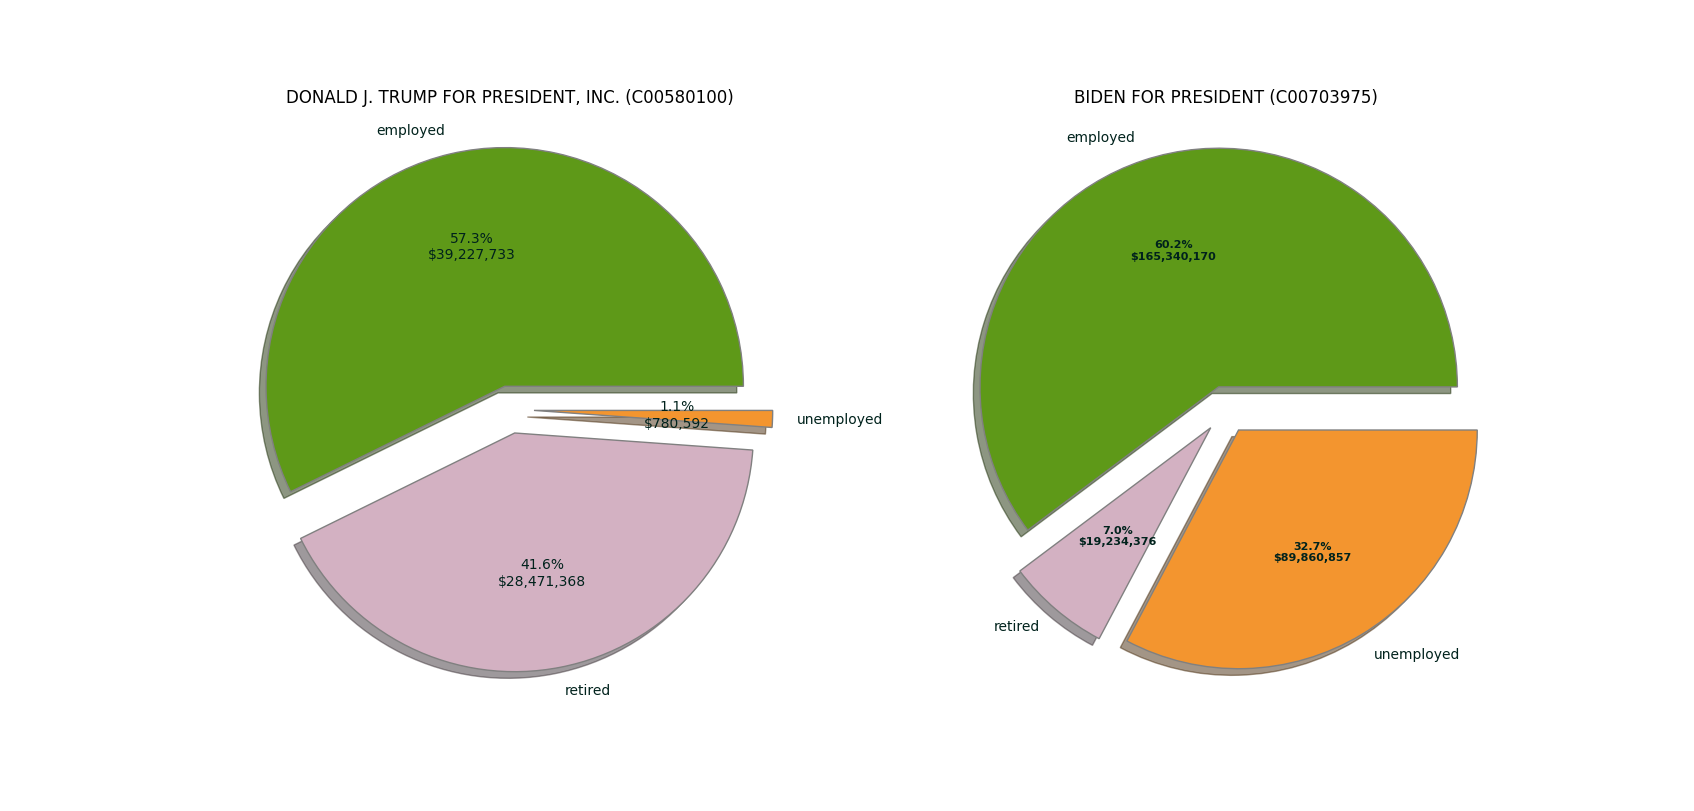 DONALD J. TRUMP FOR PRESIDENT, INC. (C00580100)
employed
57.3%
$39,227,733
1.1%
$780,592
unemployed
41.6%
$28,471,368
retired
BIDEN FOR PRESIDENT (C00703975)
employed
60.2%
$165,340,170
7.0%
$19,234,376
retired
32.7%
$89,860,857
unemployed